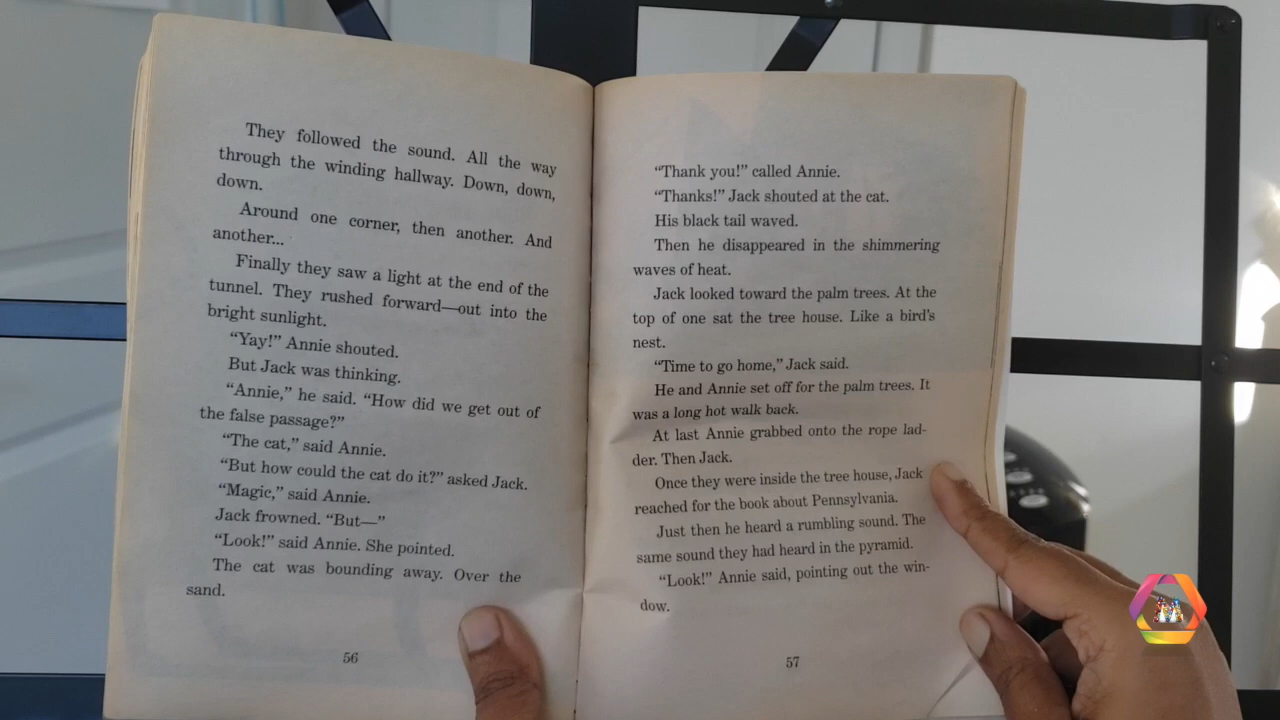 They followed the sound. All the way
through the winding hallway. Down, down,
down.
Around one corner, then another. And
another...
Finally they saw a light at the end of the
tunnel. They rushed forward—out into the
bright sunlight.
“Yay!” Annie shouted.
But Jack was thinking.
“Annie,” he said. “How did we get out of
the false passage?”
“The cat,” said Annie.
“But how could the cat do it?” asked Jack.
“Magic,” said Annie.
Jack frowned. “But—”
“Look!” said Annie. She pointed.
The cat was bounding away. Over the
sand.
56
“Thank you!” called Annie.
“Thanks!” Jack shouted at the cat.
His black tail waved.
Then he disappeared in the shimmering
waves of heat.
Jack looked toward the palm trees. At the
top of one sat the tree house. Like a bird’s
nest.
“Time to go home,” Jack said.
He and Annie set off for the palm trees. It
was a long hot walk back.
At last Annie grabbed onto the rope lad-
der. Then Jack.
Once they were inside the tree house, Jack
reached for the book about Pennsylvania.
Just then he heard a rumbling sound. The
same sound they had heard in the pyramid.
“Look!” Annie said, pointing out the win-
dow.
57